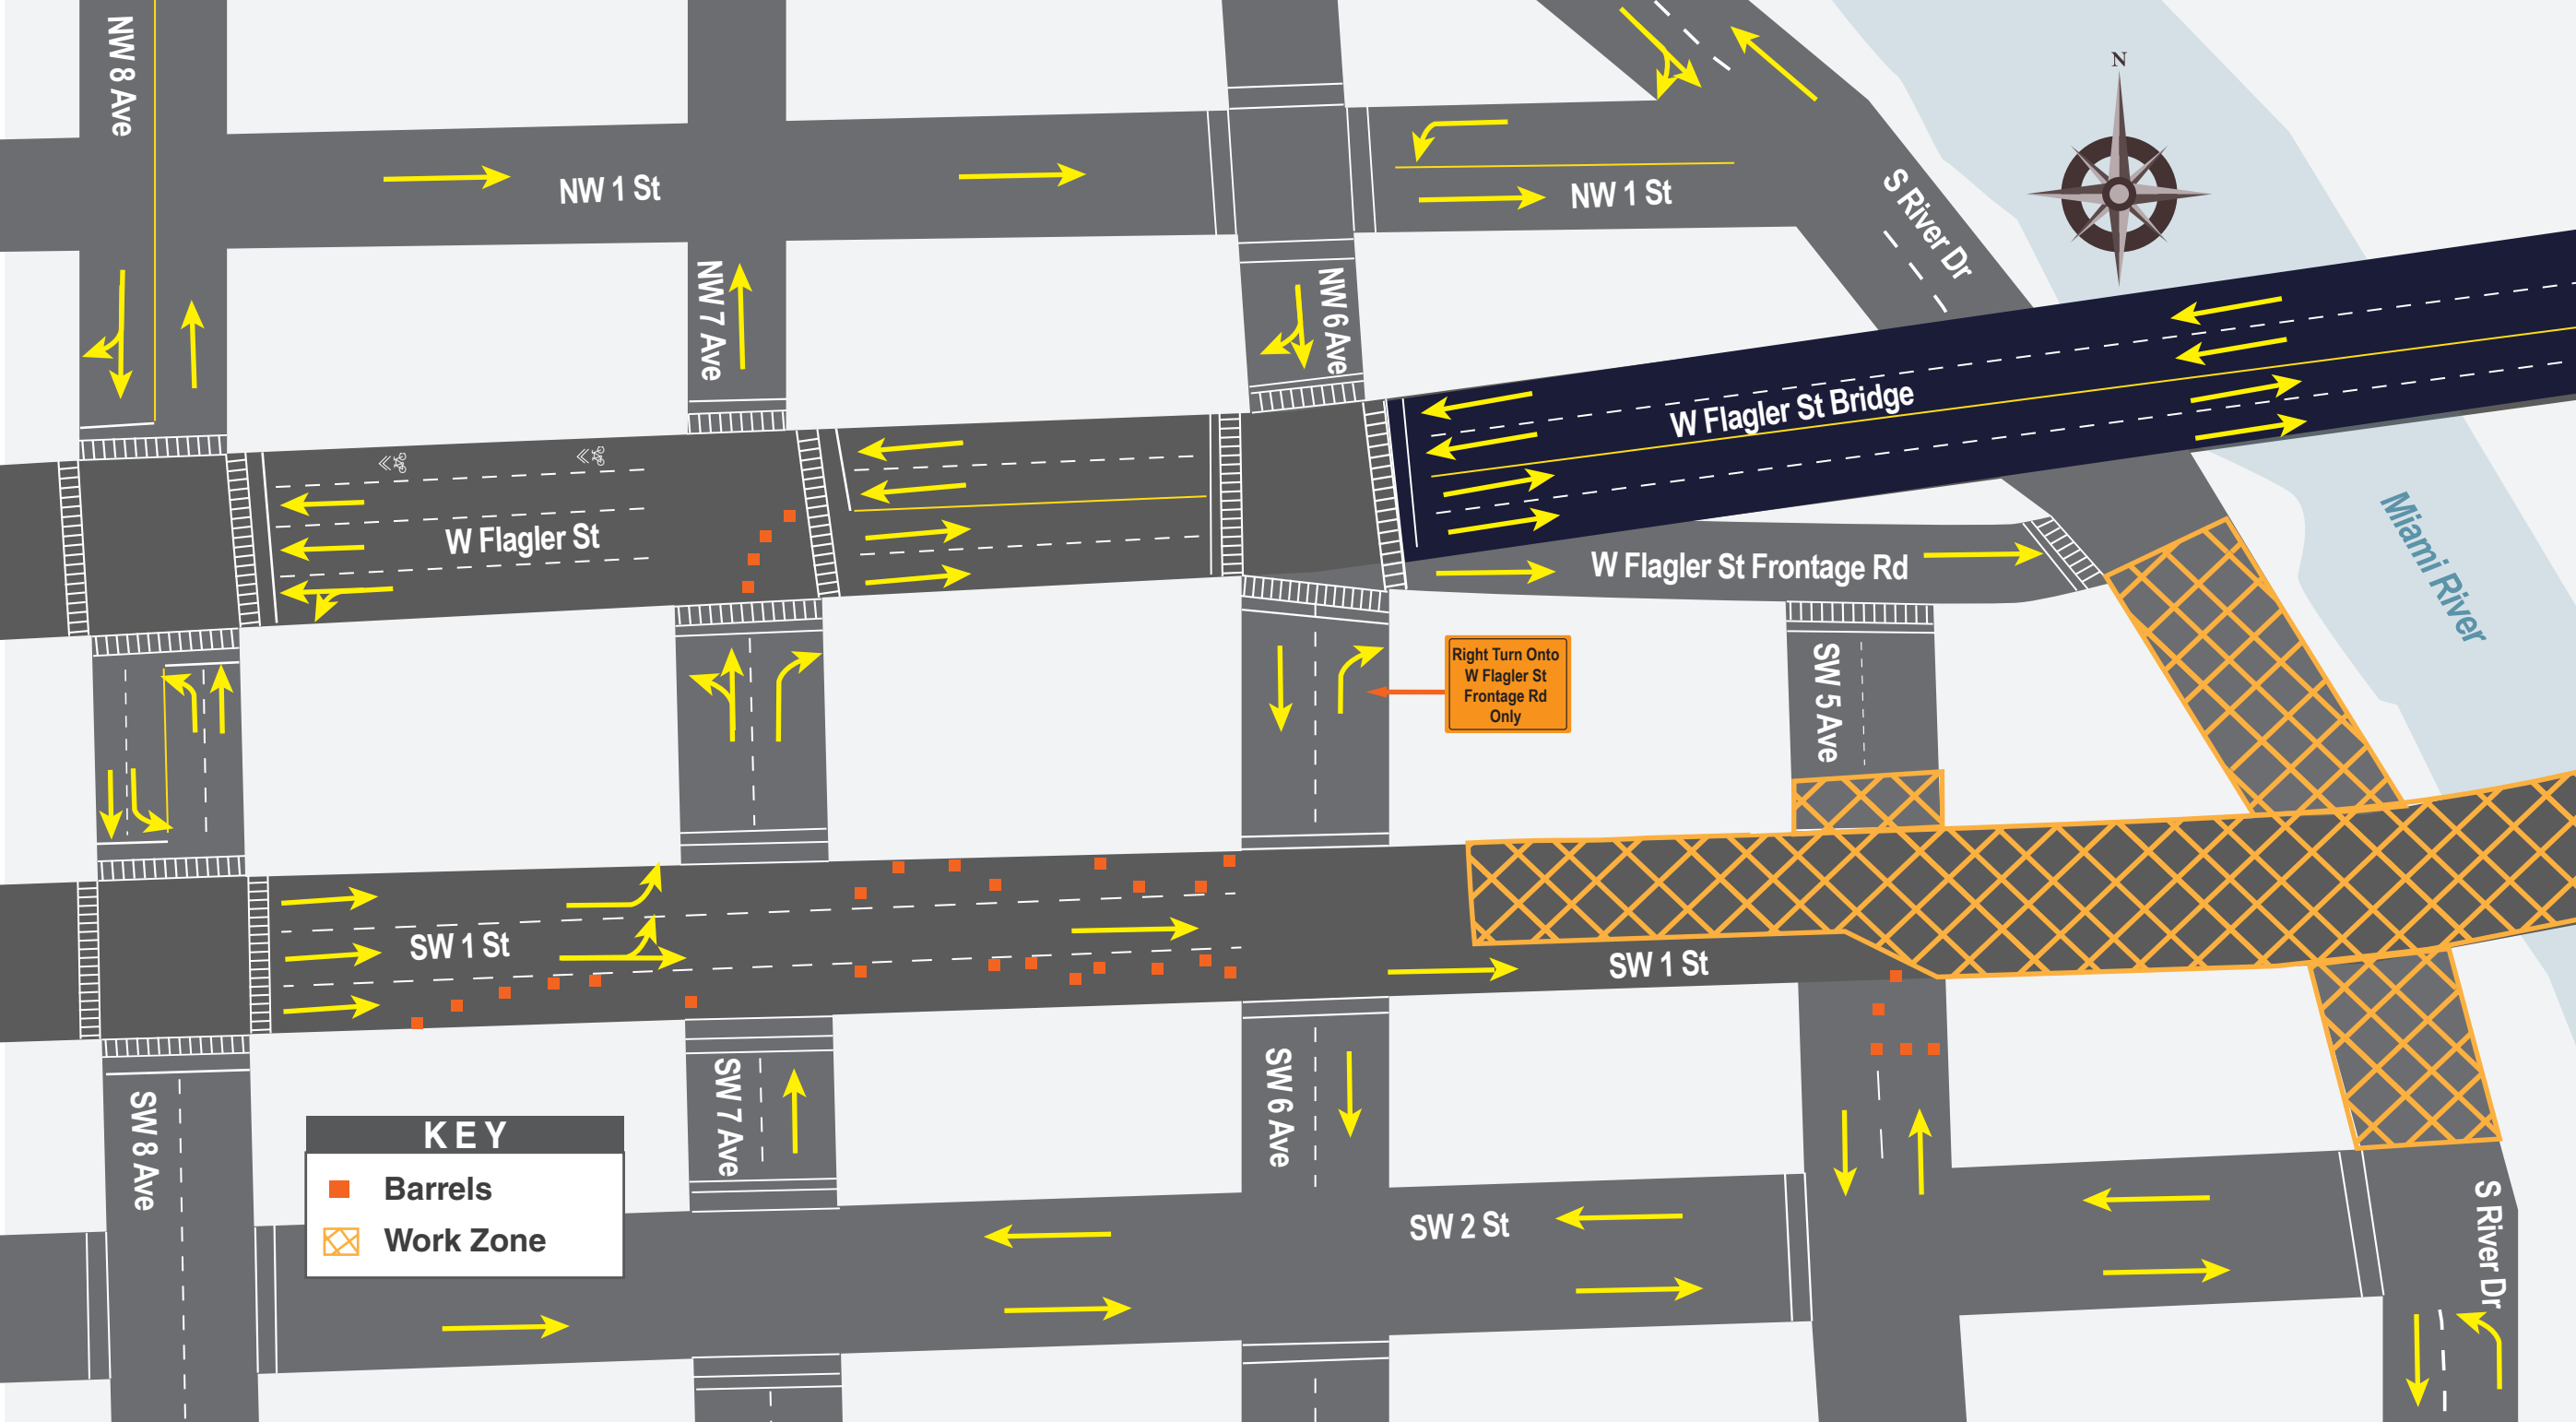 NW 8 Ave
N
NW 1 St
NW 1 St
S River Dr
NW 7 Ave
NW 6 Ave
W Flagler St Bridge
W Flagler St
W Flagler St Frontage Rd
Miami River
Right Turn Onto
W Flagler St
Frontage Rd
Only
SW 5 Ave
SW 1 St
SW 1 St
SW 8 Ave
SW 7 Ave
SW 6 Ave
KEY
Barrels
Work Zone
SW 2 St
S River Dr